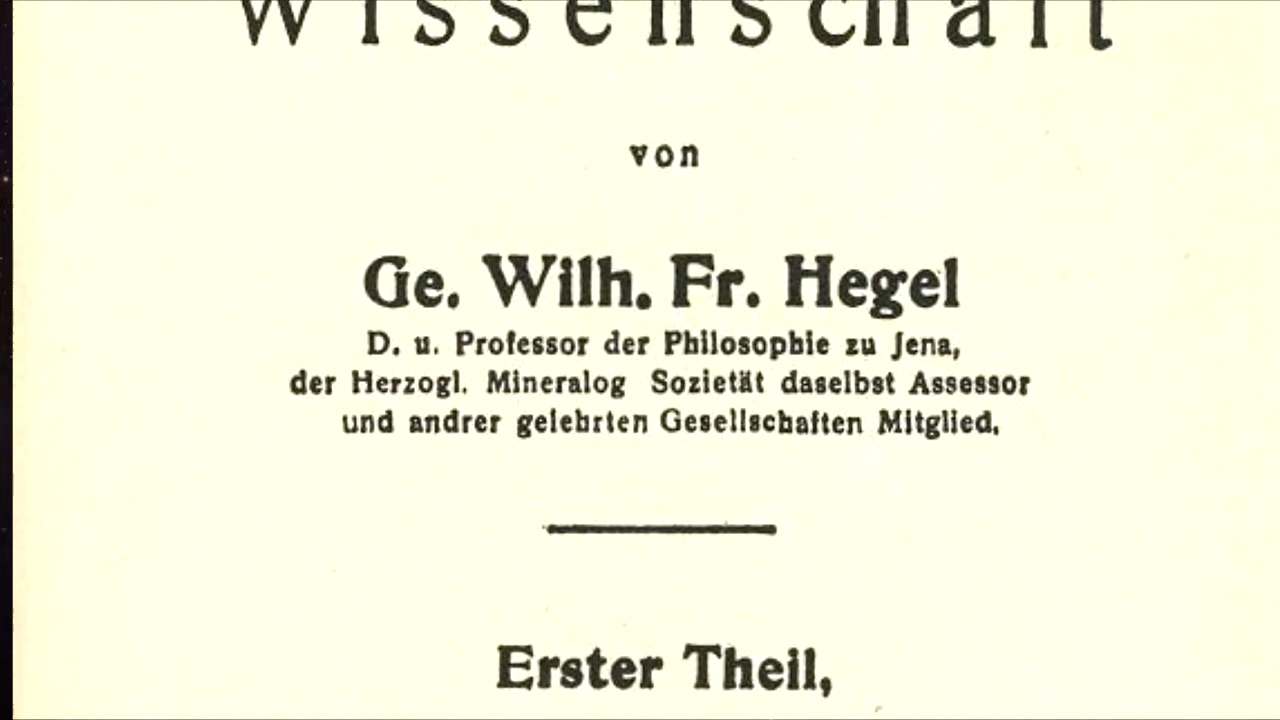 Wissenschaft
von
Ge. Wilh. Fr. Hegel
D. u. Professor der Philosophie zu Jena,
der Herzogl. Mineralog Sozietät daselbst Assessor
und andrer gelehrten Gesellschaften Mitglied.
Erster Theil,